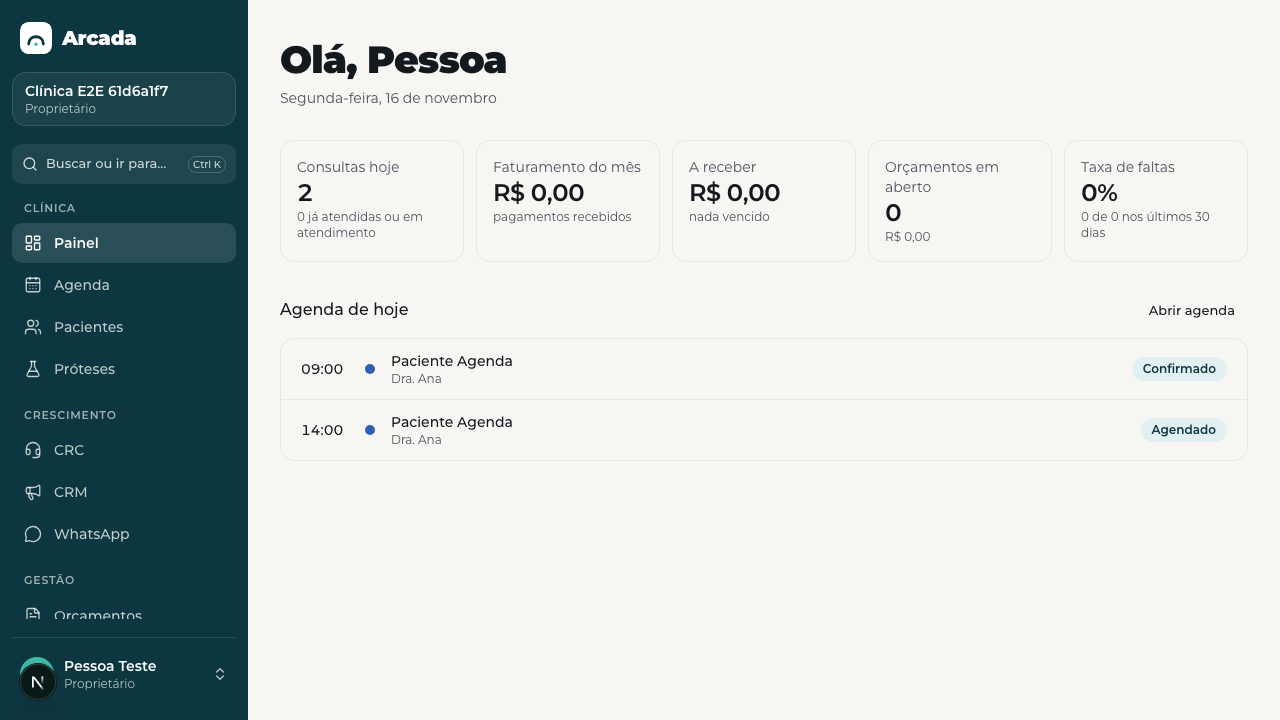 Arcada
Clínica E2E 61d6a1f7
Proprietário
Buscar ou ir para...
Ctrl K
CLÍNICA
Painel
Agenda
Pacientes
Próteses
CRESCIMENTO
CRC
CRM
WhatsApp
GESTÃO
Orçamentos
N
Pessoa Teste
Proprietário
Olá, Pessoa
Segunda-feira, 16 de novembro
Consultas hoje
2
0 já atendidas ou em
atendimento
Faturamento do mês
R$ 0,00
pagamentos recebidos
A receber
R$ 0,00
nada vencido
Orçamentos em
aberto
0
R$ 0,00
Taxa de faltas
0%
0 de 0 nos últimos 30
dias
Agenda de hoje
Abrir agenda
09:00
Paciente Agenda
Dra. Ana
Confirmado
14:00
Paciente Agenda
Dra. Ana
Agendado